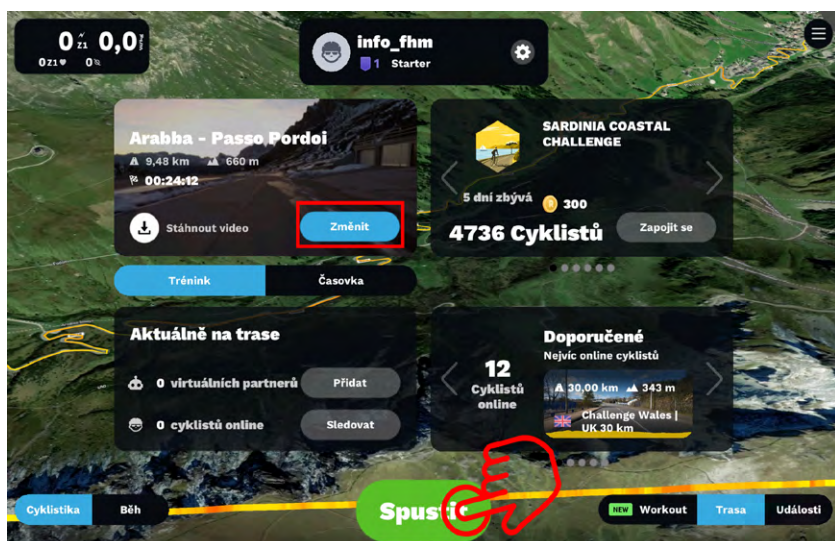 0 Z1 0,0 W/KG
0 Z1 0
info_fhm
1 Starter
Arabba - Passo Pordoi
9,48 km 660 m
00:24:12
Stáhnout video
Změnit
SARDINIA COASTAL
CHALLENGE
5 dní zbývá
300
4736 Cyklistů
Zapojit se
Trénink
Časovka
Aktuálně na trase
0 virtuálních partnerů
Přidat
0 cyklistů online
Sledovat
12
Cyklistů
online
Doporučené
Nejvíc online cyklistů
30,00 km 343 m
Challenge Wales |
UK 30 km
Cyklistika
Běh
Spustit
NEW Workout
Trasa
Události